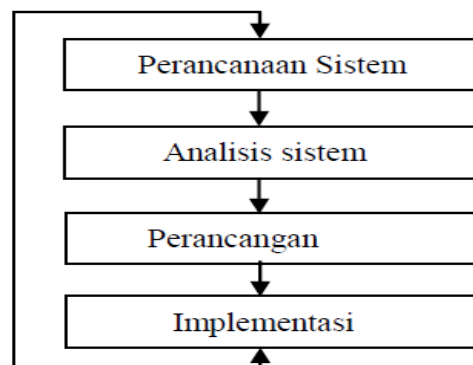 Perancanaan Sistem
Analisis sistem
Perancangan
Implementasi